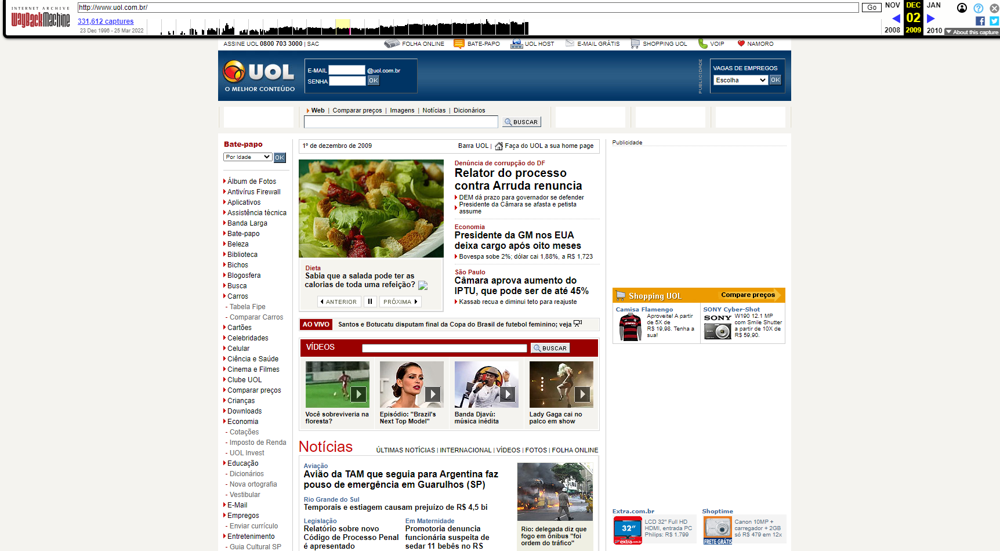 INTERNET ARCHIVE
WayBackMachine
http://www.uol.com.br/
Go
331,612 captures
23 Dec 1996 - 25 Mar 2022
NOV
DEC
JAN
02
2008
2009
2010
About this capture
ASSINE UOL 0800 703 3000 | SAC
FOLHA ONLINE
BATE-PAPO
UOL HOST
E-MAIL GRÁTIS
SHOPPING UOL
VOIP
NAMORO
UOL
O MELHOR CONTEÚDO
E-MAIL
@uol.com.br
SENHA
OK
PUBLICIDADE
VAGAS DE EMPREGOS
Escolha
OK
Web | Comparar preços | Imagens | Notícias | Dicionários
BUSCAR
Bate-papo
Por Idade
OK
Álbum de Fotos
Antivírus Firewall
Aplicativos
Assistência técnica
Banda Larga
Bate-papo
Beleza
Biblioteca
Bichos
Blogosfera
Busca
Carros
- Tabela Fipe
- Comparar Carros
Cartões
Celebridades
Celular
Ciência e Saúde
Cinema e Filmes
Clube UOL
Comparar preços
Crianças
Downloads
Economia
- Cotações
- Imposto de Renda
- UOL Invest
Educação
- Dicionários
- Nova ortografia
- Vestibular
E-Mail
Empregos
- Enviar currículo
Entretenimento
- Guia Cultural SP
1º de dezembro de 2009
Barra UOL |
Faça do UOL a sua home page
Dieta
Sabia que a salada pode ter as
calorias de toda uma refeição?
ANTERIOR
PRÓXIMA
Denúncia de corrupção do DF
Relator do processo
contra Arruda renuncia
DEM dá prazo para governador se defender
Presidente da Câmara se afasta e petista
assume
Economia
Presidente da GM nos EUA
deixa cargo após oito meses
Bovespa sobe 2%; dólar cai 1,88%, a R$ 1,723
São Paulo
Câmara aprova aumento do
IPTU, que pode ser de até 45%
Kassab recua e diminui teto para reajuste
AO VIVO
Santos e Botucatu disputam final da Copa do Brasil de futebol feminino; veja
VÍDEOS
BUSCAR
Você sobreviveria na
floresta?
Episódio: "Brazil's
Next Top Model"
Banda Djavú:
música inédita
Lady Gaga cai no
palco em show
Notícias
ÚLTIMAS NOTÍCIAS | INTERNACIONAL | VÍDEOS | FOTOS | FOLHA ONLINE
Aviação
Avião da TAM que seguia para Argentina faz
pouso de emergência em Guarulhos (SP)
Rio Grande do Sul
Temporais e estiagem causam prejuízo de R$ 4,5 bi
Legislação
Relatório sobre novo
Código de Processo Penal
é apresentado
Em Maternidade
Promotoria denuncia
funcionária suspeita de
sedar 11 bebês no RS
Rio: delegada diz que
fogo em ônibus "foi
ordem do tráfico"
Publicidade
Shopping UOL
Compare preços
Camisa Flamengo
Aproveite! A partir
de 5X de
R$ 19,98. Tenha a
sua!
SONY Cyber-Shot
SONY
W190 12.1 MP
com Smile Shutter
a partir de 10X de
R$ 59,90.
Extra.com.br
32"
extra.com.br
LCD 32" Full HD
HDMI, entrada PC
Philips: R$ 1.799
Shoptime
FRETE GRÁTIS
Canon 10MP +
carregador + 2GB
só R$ 479 em 12x